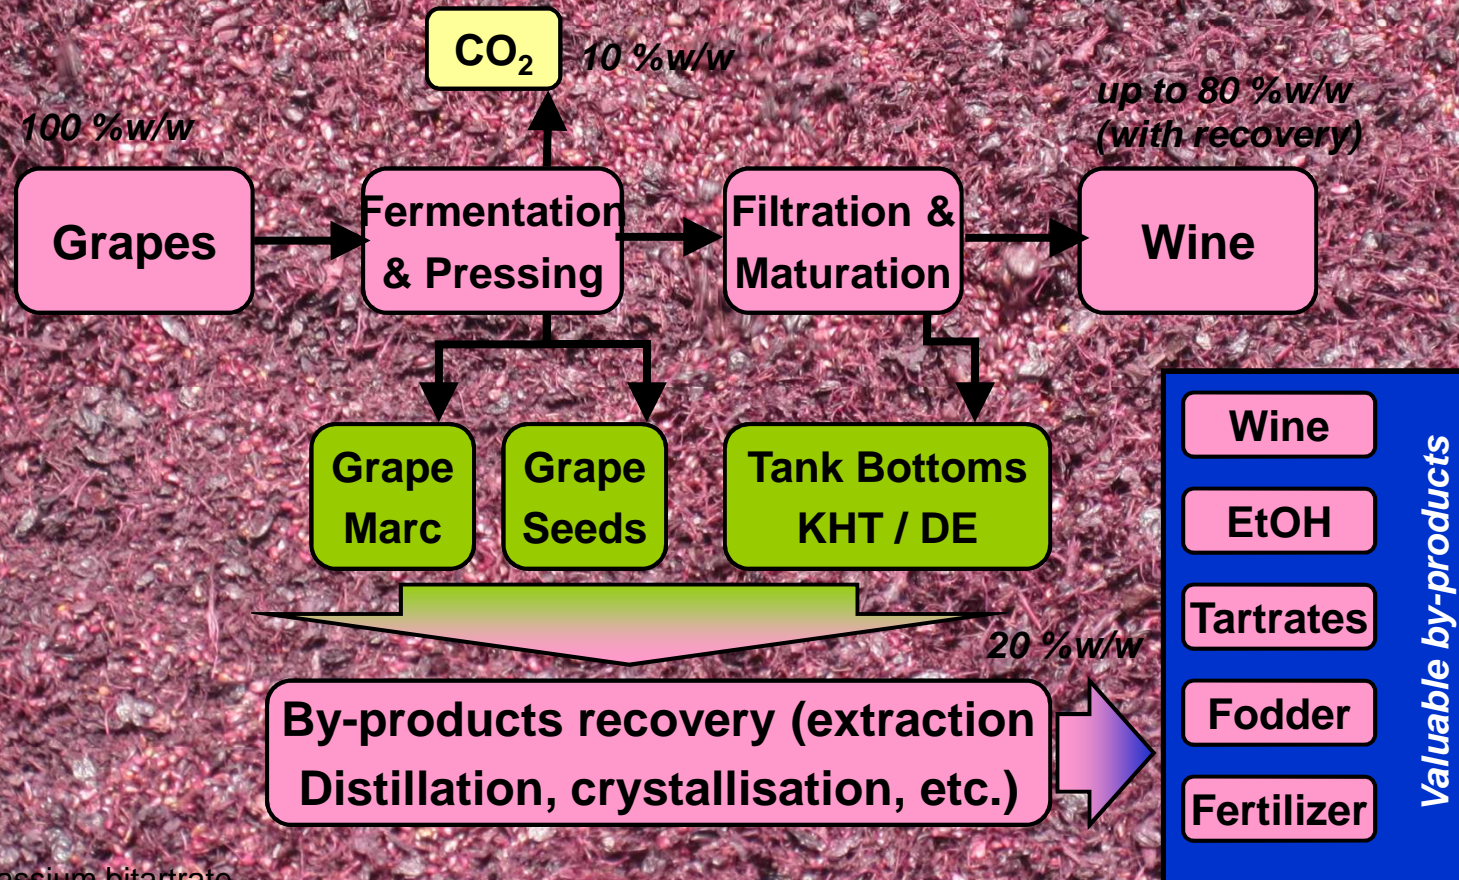 CO₂
10 %w/w
up to 80 %w/w
(with recovery)
100 %w/w
Grapes
Fermentation
& Pressing
Filtration &
Maturation
Wine
Grape
Marc
Grape
Seeds
Tank Bottoms
KHT / DE
20 %w/w
By-products recovery (extraction
Distillation, crystallisation, etc.)
Wine
EtOH
Tartrates
Fodder
Fertilizer
Valuable by-products
bitartrate